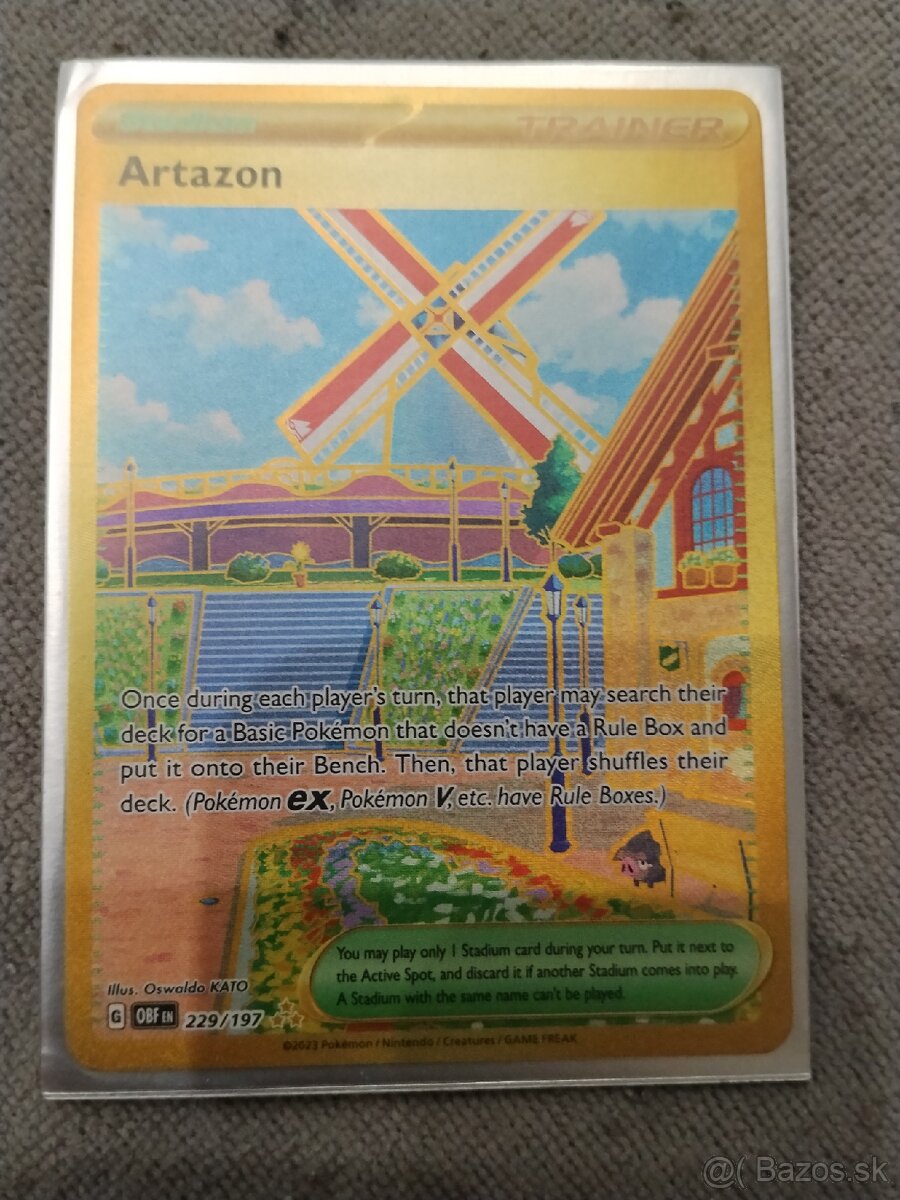 TRAINER
Artazon
Once during each player's turn, that player may search their
deck for a Basic Pokémon that doesn't have a Rule Box and
put it onto their Bench. Then, that player shuffles their
deck. (Pokémon ex, Pokémon V, etc. have Rule Boxes.)
You may play only 1 Stadium card during your turn. Put it next to
the Active Spot, and discard it if another Stadium comes into play.
A Stadium with the same name can't be played.
Illus. Oswaldo KATO
G OBF EN 229/197
©2023 Pokémon / Nintendo / Creatures / GAME FREAK
@( Bazos.sk